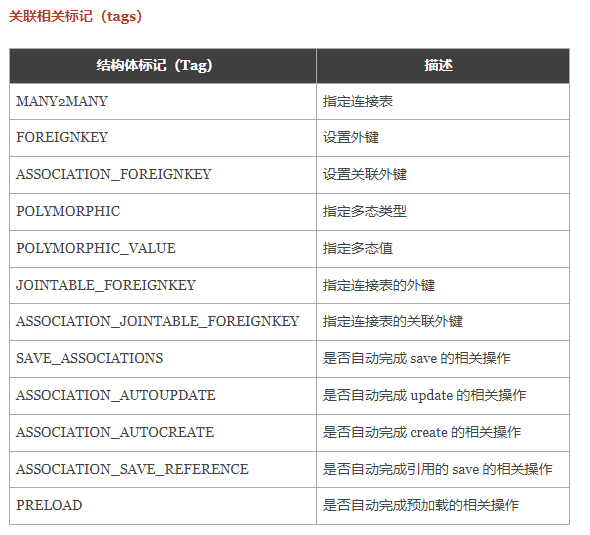 关联相关标记（tags）
结构体标记（Tag） 描述
MANY2MANY 指定连接表
FOREIGNKEY 设置外键
ASSOCIATION_FOREIGNKEY 设置关联外键
POLYMORPHIC 指定多态类型
POLYMORPHIC_VALUE 指定多态值
JOINTABLE_FOREIGNKEY 指定连接表的外键
ASSOCIATION_JOINTABLE_FOREIGNKEY 指定连接表的关联外键
SAVE_ASSOCIATIONS 是否自动完成 save 的相关操作
ASSOCIATION_AUTOUPDATE 是否自动完成 update 的相关操作
ASSOCIATION_AUTOCREATE 是否自动完成 create 的相关操作
ASSOCIATION_SAVE_REFERENCE 是否自动完成引用的 save 的相关操作
PRELOAD 是否自动完成预加载的相关操作